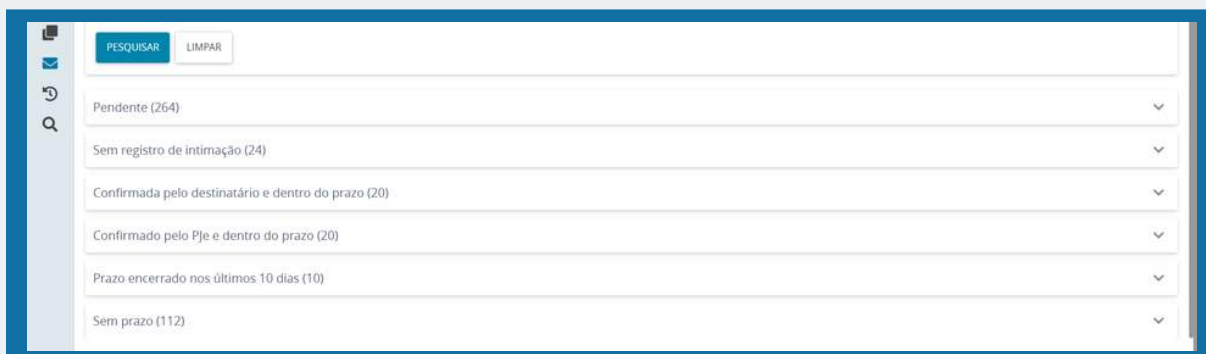 PESQUISAR LIMPAR
Pendente (264)
Sem registro de intimação (24)
Confirmada pelo destinatário e dentro do prazo (20)
Confirmado pelo PJe e dentro do prazo (20)
Prazo encerrado nos últimos 10 dias (10)
Sem prazo (112)